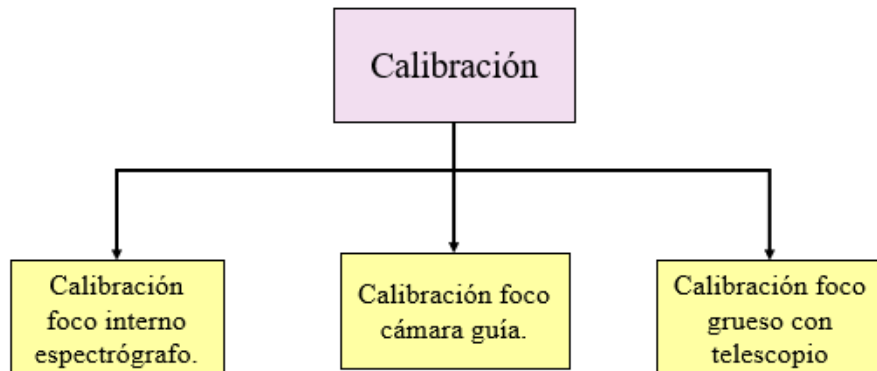 Calibración
Calibración
foco interno
espectrógrafo.
Calibración foco
cámara guía.
Calibración foco
grueso con
telescopio